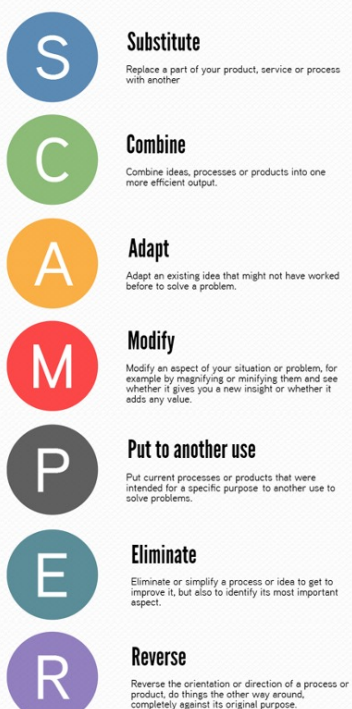 S
Substitute
Replace a part of your product, service or process
with another
C
Combine
Combine ideas, processes or products into one
more efficient output.
A
Adapt
Adapt an existing idea that might not have worked
before to solve a problem.
M
Modify
Modify an aspect of your situation or problem, for
example by magnifying or minifying them and see
whether it gives you a new insight or whether it
adds any value.
P
Put to another use
Put current processes or products that were
intended for a specific purpose to another use to
solve problems.
E
Eliminate
Eliminate or simplify a process or idea to get to
improve it, but also to identify its most important
aspect.
R
Reverse
Reverse the orientation or direction of a process or
product, do things the other way around,
completely against its original purpose.